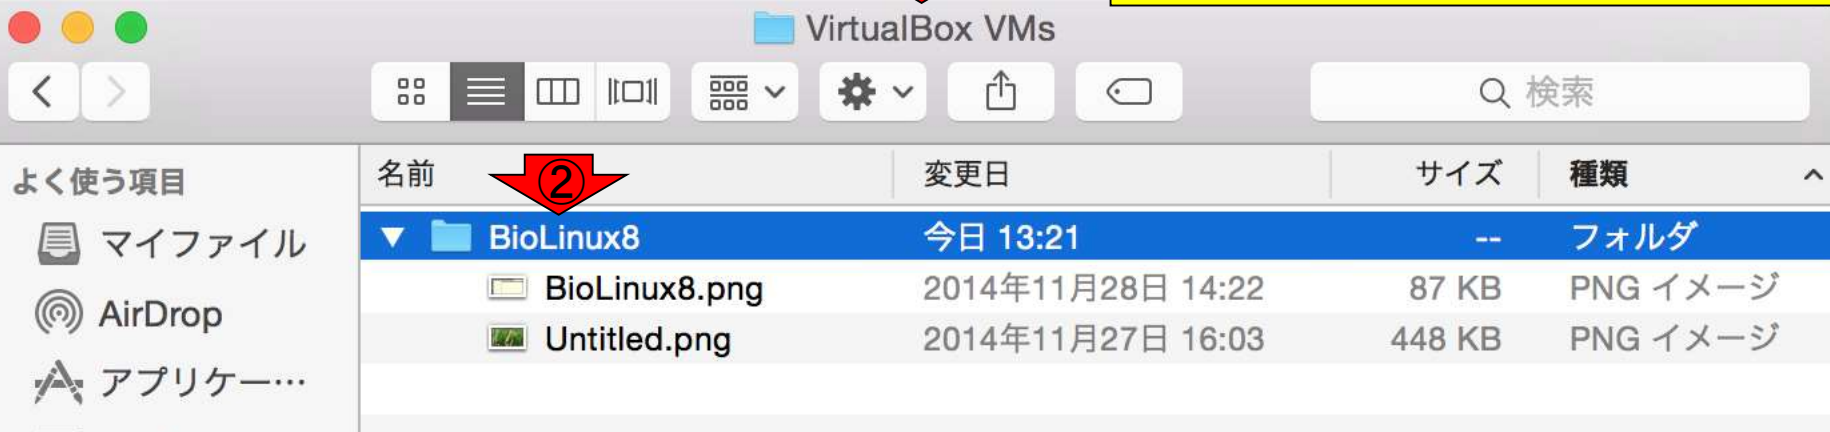 VirtualBox VMs
検索
よく使う項目
名前 変更日 サイズ 種類
②
マイファイル
BioLinux8 今日 13:21 -- フォルダ
BioLinux8.png 2014年11月28日 14:22 87 KB PNG イメージ
AirDrop
Untitled.png 2014年11月27日 16:03 448 KB PNG イメージ
アプリケー…